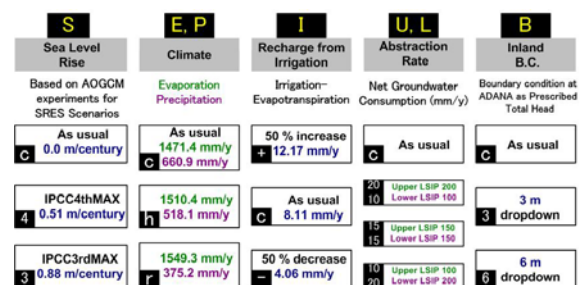 S
E, P
I
U, L
B
Sea Level
Rise
Climate
Recharge from
Irrigation
Abstraction
Rate
Inland
B.C.
Based on AOGCM
experiments for
SRES Scenarios
Evaporation
Precipitation
Irrigation-
Evapotranspiration
Net Groundwater
Consumption (mm/y)
Boundary condition at
ADANA as Prescribed
Total Head
As usual
c 0.0 m/century
As usual
1471.4 mm/y
c 660.9 mm/y
50 % increase
+ 12.17 mm/y
c As usual
c As usual
IPCC4thMAX
4 0.51 m/century
1510.4 mm/y
h 518.1 mm/y
As usual
c 8.11 mm/y
20 Upper LSIP 200
10 Lower LSIP 100
15 Upper LSIP 150
15 Lower LSIP 150
3 m
3 dropdown
IPCC3rdMAX
3 0.88 m/century
1549.3 mm/y
r 375.2 mm/y
50 % decrease
- 4.06 mm/y
10 Upper LSIP 100
20 Lower LSIP 200
6 m
6 dropdown